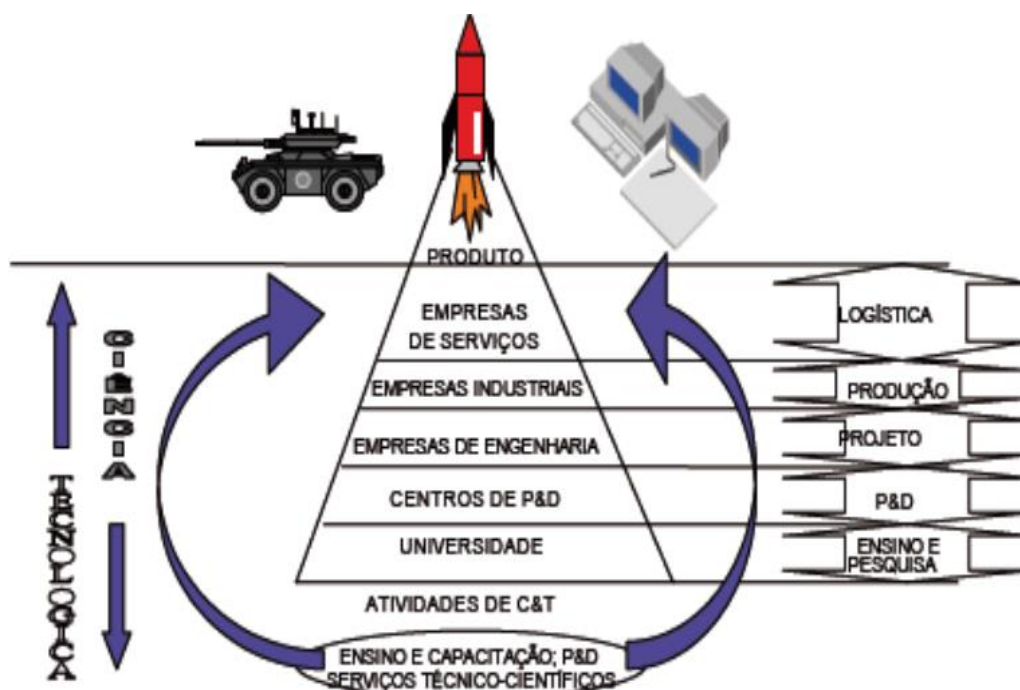 PRODUTO
EMPRESAS
DE SERVIÇOS
LOGÍSTICA
EMPRESAS INDUSTRIAIS
PRODUÇÃO
EMPRESAS DE ENGENHARIA
PROJETO
CENTROS DE P&D
P&D
UNIVERSIDADE
ENSINO E
PESQUISA
CIÊNCIA
TECNOLOGICA
ATIVIDADES DE C&T
ENSINO E CAPACITAÇÃO; P&D
SERVIÇOS TÉCNICO-CIENTÍFICOS